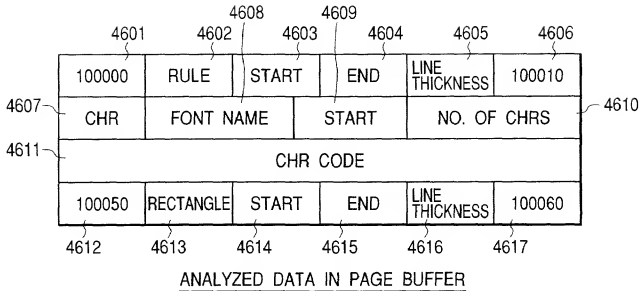 4608 4609
4601 4602 4603 4604 4605 4606
100000 RULE START END LINE THICKNESS 100010
4607 CHR FONT NAME START NO. OF CHRS 4610
4611 CHR CODE
100050 RECTANGLE START END LINE THICKNESS 100060
4612 4613 4614 4615 4616 4617
ANALYZED DATA IN PAGE BUFFER